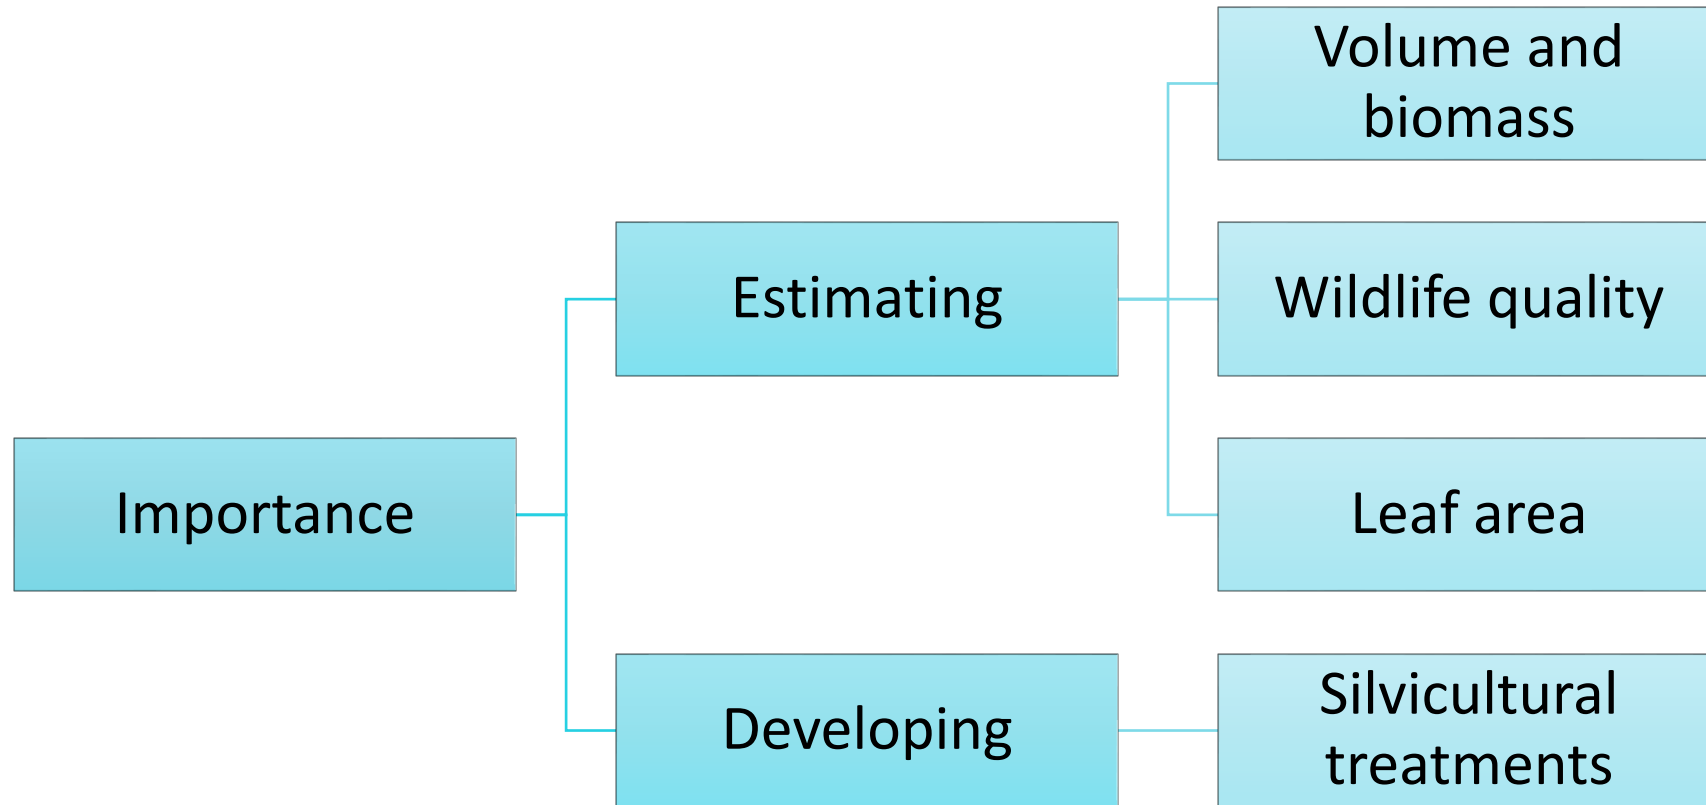 Importance
Estimating
Volume and
biomass
Wildlife quality
Leaf area
Developing
Silvicultural
treatments